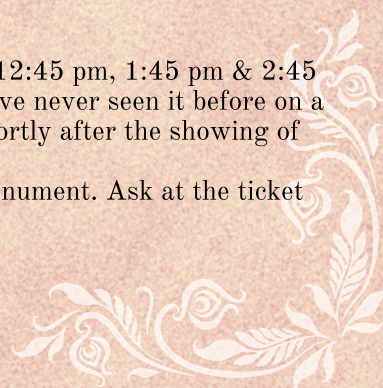 12:45 pm, 1:45 pm & 2:45
ve never seen it before on a
ortly after the showing of
nument. Ask at the ticket